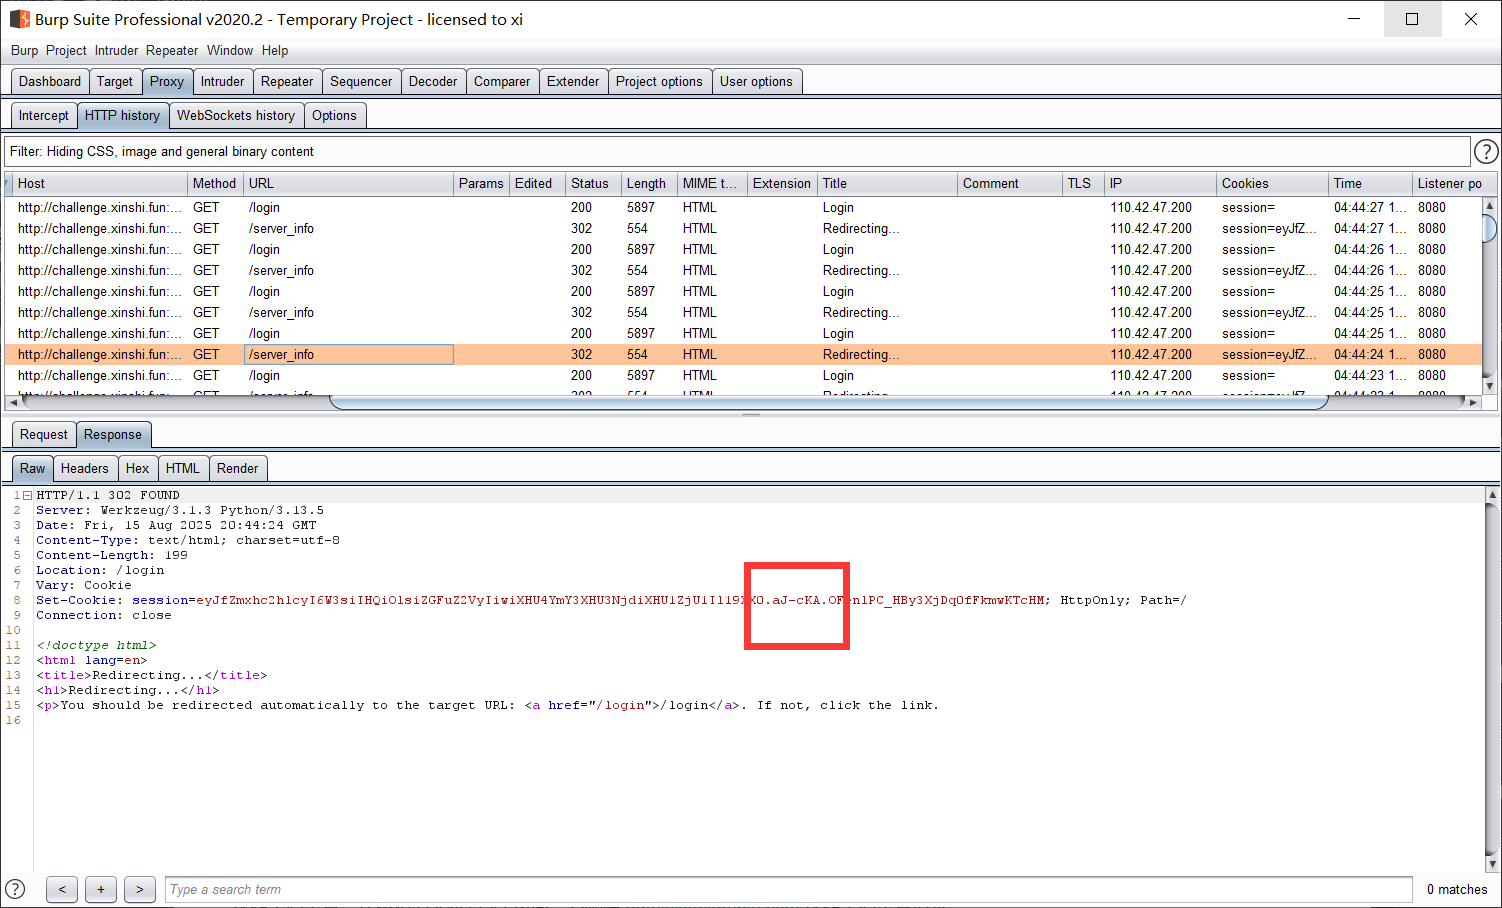 Burp Suite Professional v2020.2 - Temporary Project - licensed to xi
Burp Project Intruder Repeater Window Help
Dashboard Target Proxy Intruder Repeater Sequencer Decoder Comparer Extender Project options User options
Intercept HTTP history WebSockets history Options
Filter: Hiding CSS, image and general binary content ?
Host Method URL Params Edited Status Length MIME t... Extension Title Comment TLS IP Cookies Time Listener po
http://challenge.xinshi.fun:... GET /login 200 5897 HTML Login 110.42.47.200 session= 04:44:27 1... 8080
http://challenge.xinshi.fun:... GET /server_info 302 554 HTML Redirecting... 110.42.47.200 session=eyJfZ... 04:44:27 1... 8080
http://challenge.xinshi.fun:... GET /login 200 5897 HTML Login 110.42.47.200 session= 04:44:26 1... 8080
http://challenge.xinshi.fun:... GET /server_info 302 554 HTML Redirecting... 110.42.47.200 session=eyJfZ... 04:44:26 1... 8080
http://challenge.xinshi.fun:... GET /login 200 5897 HTML Login 110.42.47.200 session= 04:44:25 1... 8080
http://challenge.xinshi.fun:... GET /server_info 302 554 HTML Redirecting... 110.42.47.200 session=eyJfZ... 04:44:25 1... 8080
http://challenge.xinshi.fun:... GET /login 200 5897 HTML Login 110.42.47.200 session= 04:44:25 1... 8080
http://challenge.xinshi.fun:... GET /server_info 302 554 HTML Redirecting... 110.42.47.200 session=eyJfZ... 04:44:24 1... 8080
http://challenge.xinshi.fun:... GET /login 200 5897 HTML Login 110.42.47.200 session= 04:44:23 1... 8080
Request Response
Raw Headers Hex HTML Render
1 HTTP/1.1 302 FOUND
2 Server: Werkzeug/3.1.3 Python/3.13.5
3 Date: Fri, 15 Aug 2025 20:44:24 GMT
4 Content-Type: text/html; charset=utf-8
5 Content-Length: 199
6 Location: /login
7 Vary: Cookie
8 Set-Cookie: HttpOnly; Path=/
9 Connection: close
10
11 <!doctype html>
12 <html lang=en>
13 <title>Redirecting...</title>
14 <h1>Redirecting...</h1>
15 <p>You should be redirected automatically to the target URL: <a href="/login">/login</a>. If not, click the link.
16
? < + > Type a search term 0 matches